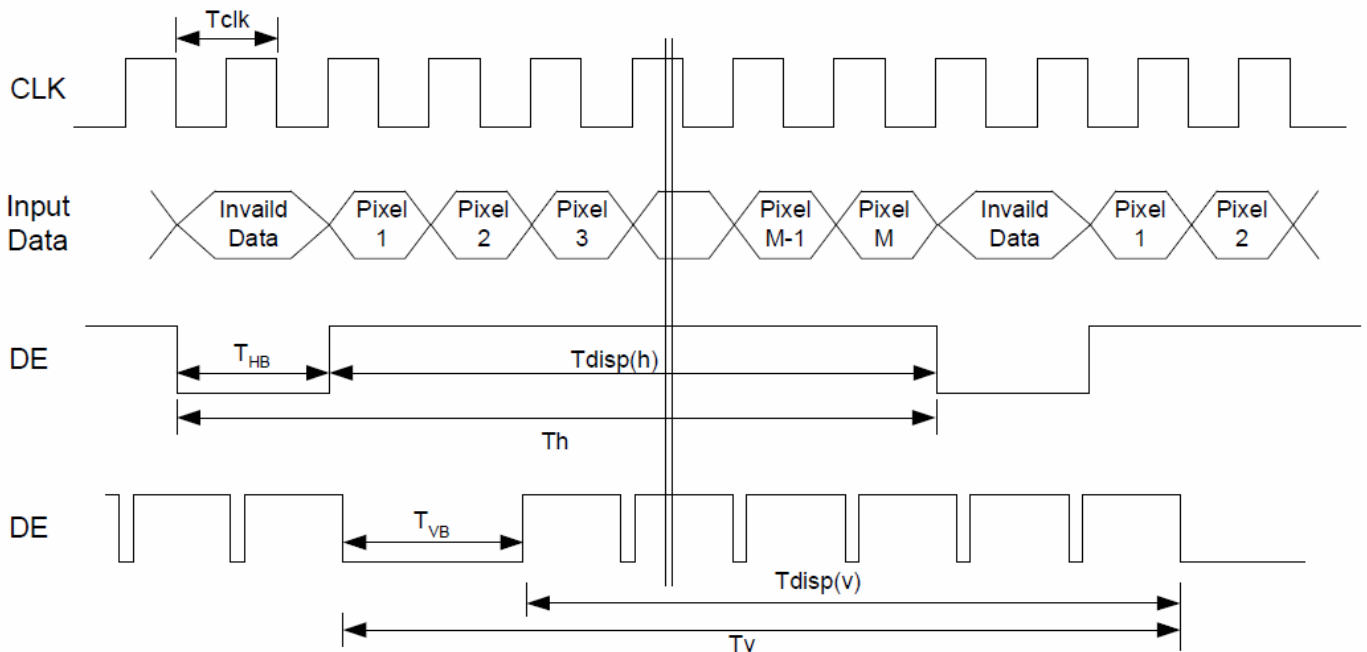 Tclk
CLK
Input
Data
Invaild
Data
Pixel
1
Pixel
2
Pixel
3
Pixel
M-1
Pixel
M
Invaild
Data
Pixel
1
Pixel
2
DE
THB
Tdisp(h)
Th
DE
TVB
Tdisp(v)
Tv